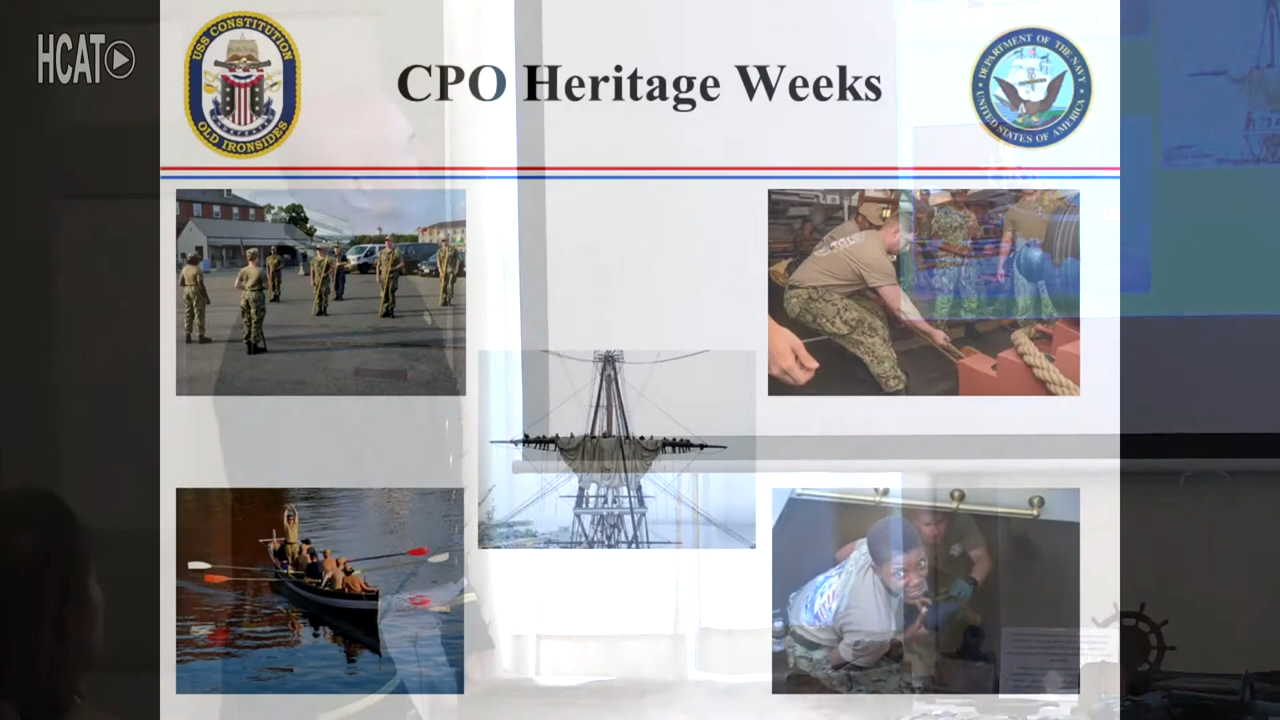 HCAT
USS CONSTITUTION
OLD IRONSIDES
CPO Heritage Weeks
DEPARTMENT OF THE NAVY
UNITED STATES OF AMERICA